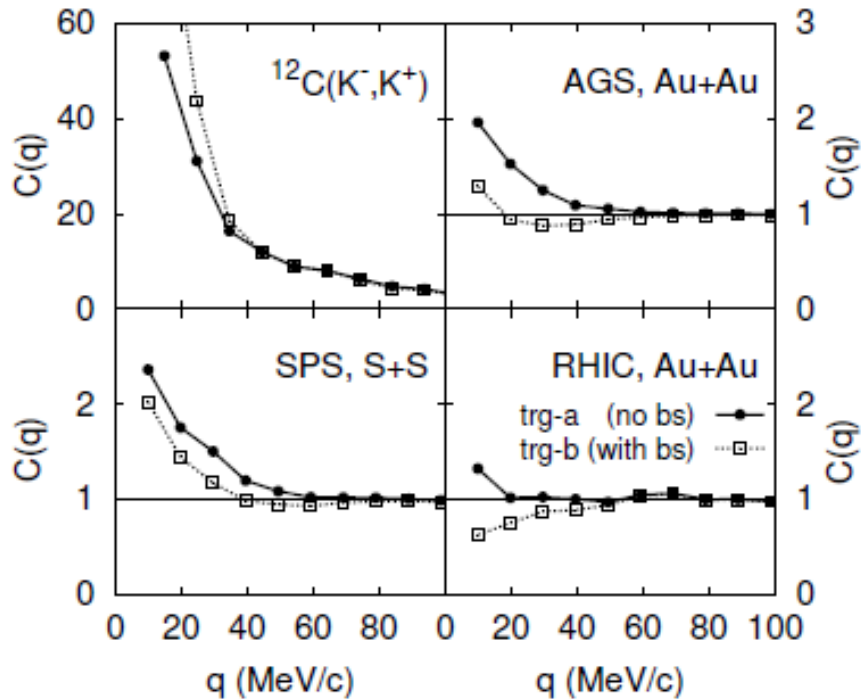 60
40
20
0
C(q)
¹²C(K⁻,K⁺)
AGS, Au+Au
3
2
1
0
C(q)
2
1
0
C(q)
SPS, S+S
RHIC, Au+Au
trg-a (no bs)
trg-b (with bs)
2
1
0
C(q)
0 20 40 60 80 0 20 40 60 80 100
q (MeV/c) q (MeV/c)